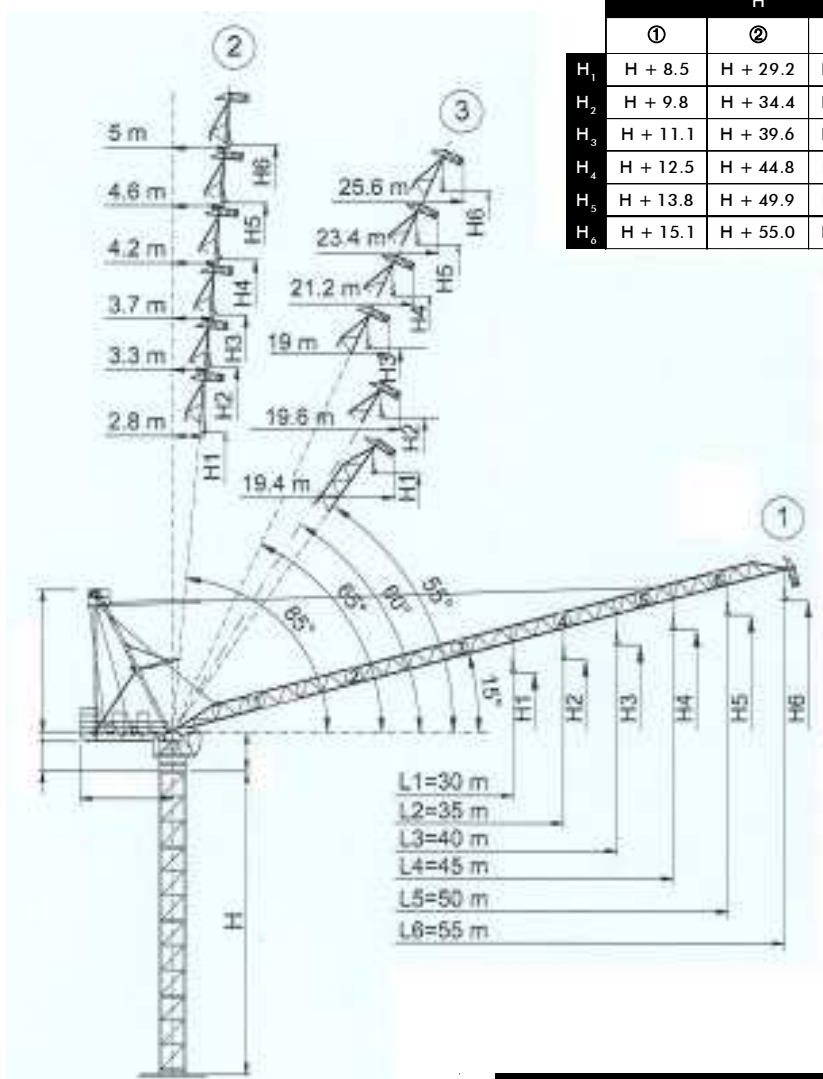 H
① ②
H₁ H + 8.5 H + 29.2
H₂ H + 9.8 H + 34.4
H₃ H + 11.1 H + 39.6
H₄ H + 12.5 H + 44.8
H₅ H + 13.8 H + 49.9
H₆ H + 15.1 H + 55.0
2
3
5 m
H6
4.6 m
H5
4.2 m
H4
3.7 m
H3
3.3 m
H2
2.8 m
H1
25.6 m
H6
23.4 m
H5
21.2 m
H4
19 m
H3
19.6 m
H2
19.4 m
H1
1
85°
65°
60°
55°
15°
H1
H2
H3
H4
H5
H6
L1=30 m
L2=35 m
L3=40 m
L4=45 m
L5=50 m
L6=55 m
H